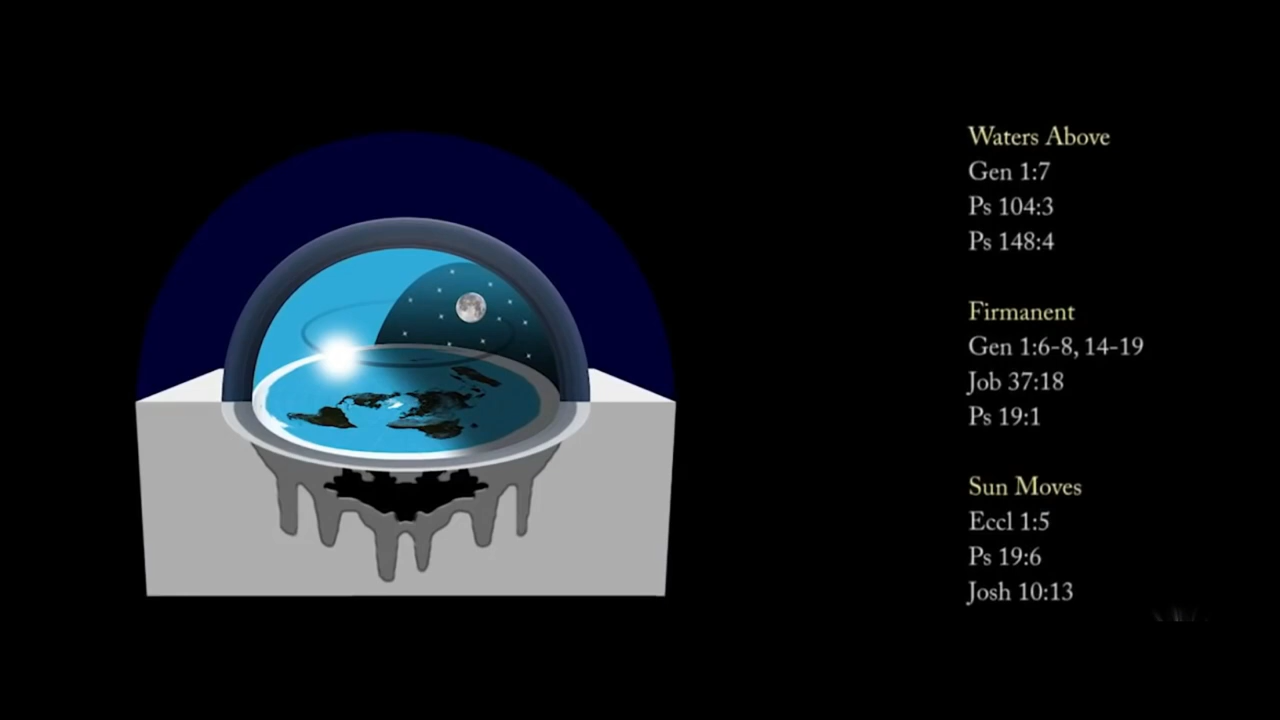 Waters Above
Gen 1:7
Ps 104:3
Ps 148:4
Firmanent
Gen 1:6-8, 14-19
Job 37:18
Ps 19:1
Sun Moves
Eccl 1:5
Ps 19:6
Josh 10:13